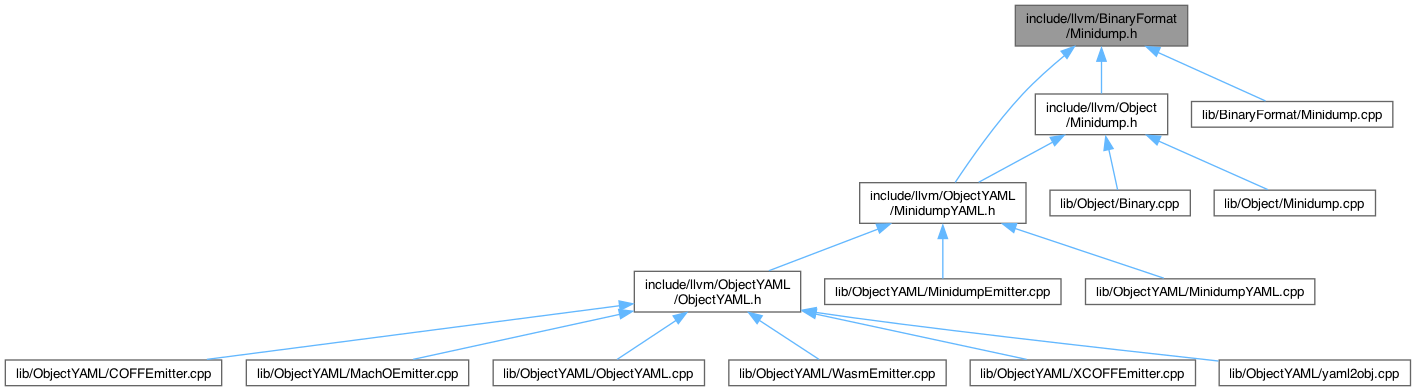 include/llvm/BinaryFormat
/Minidump.h
include/llvm/Object
/Minidump.h
lib/BinaryFormat/Minidump.cpp
include/llvm/ObjectYAML
/MinidumpYAML.h
lib/Object/Binary.cpp
lib/Object/Minidump.cpp
include/llvm/ObjectYAML
/ObjectYAML.h
lib/ObjectYAML/MinidumpEmitter.cpp
lib/ObjectYAML/MinidumpYAML.cpp
lib/ObjectYAML/COFFEmitter.cpp
lib/ObjectYAML/MachOEmitter.cpp
lib/ObjectYAML/ObjectYAML.cpp
lib/ObjectYAML/WasmEmitter.cpp
lib/ObjectYAML/XCOFFEmitter.cpp
lib/ObjectYAML/yaml2obj.cpp